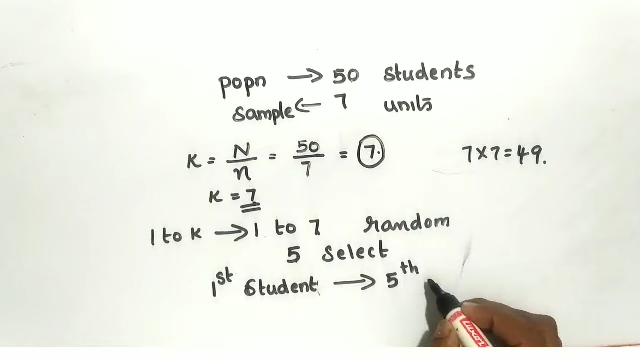 popn → 50 students
sample ← 7 units
K = N/n = 50/7 = 7. 7×7=49.
K = 7
1 to K → 1 to 7 random
5 select
1st student → 5th